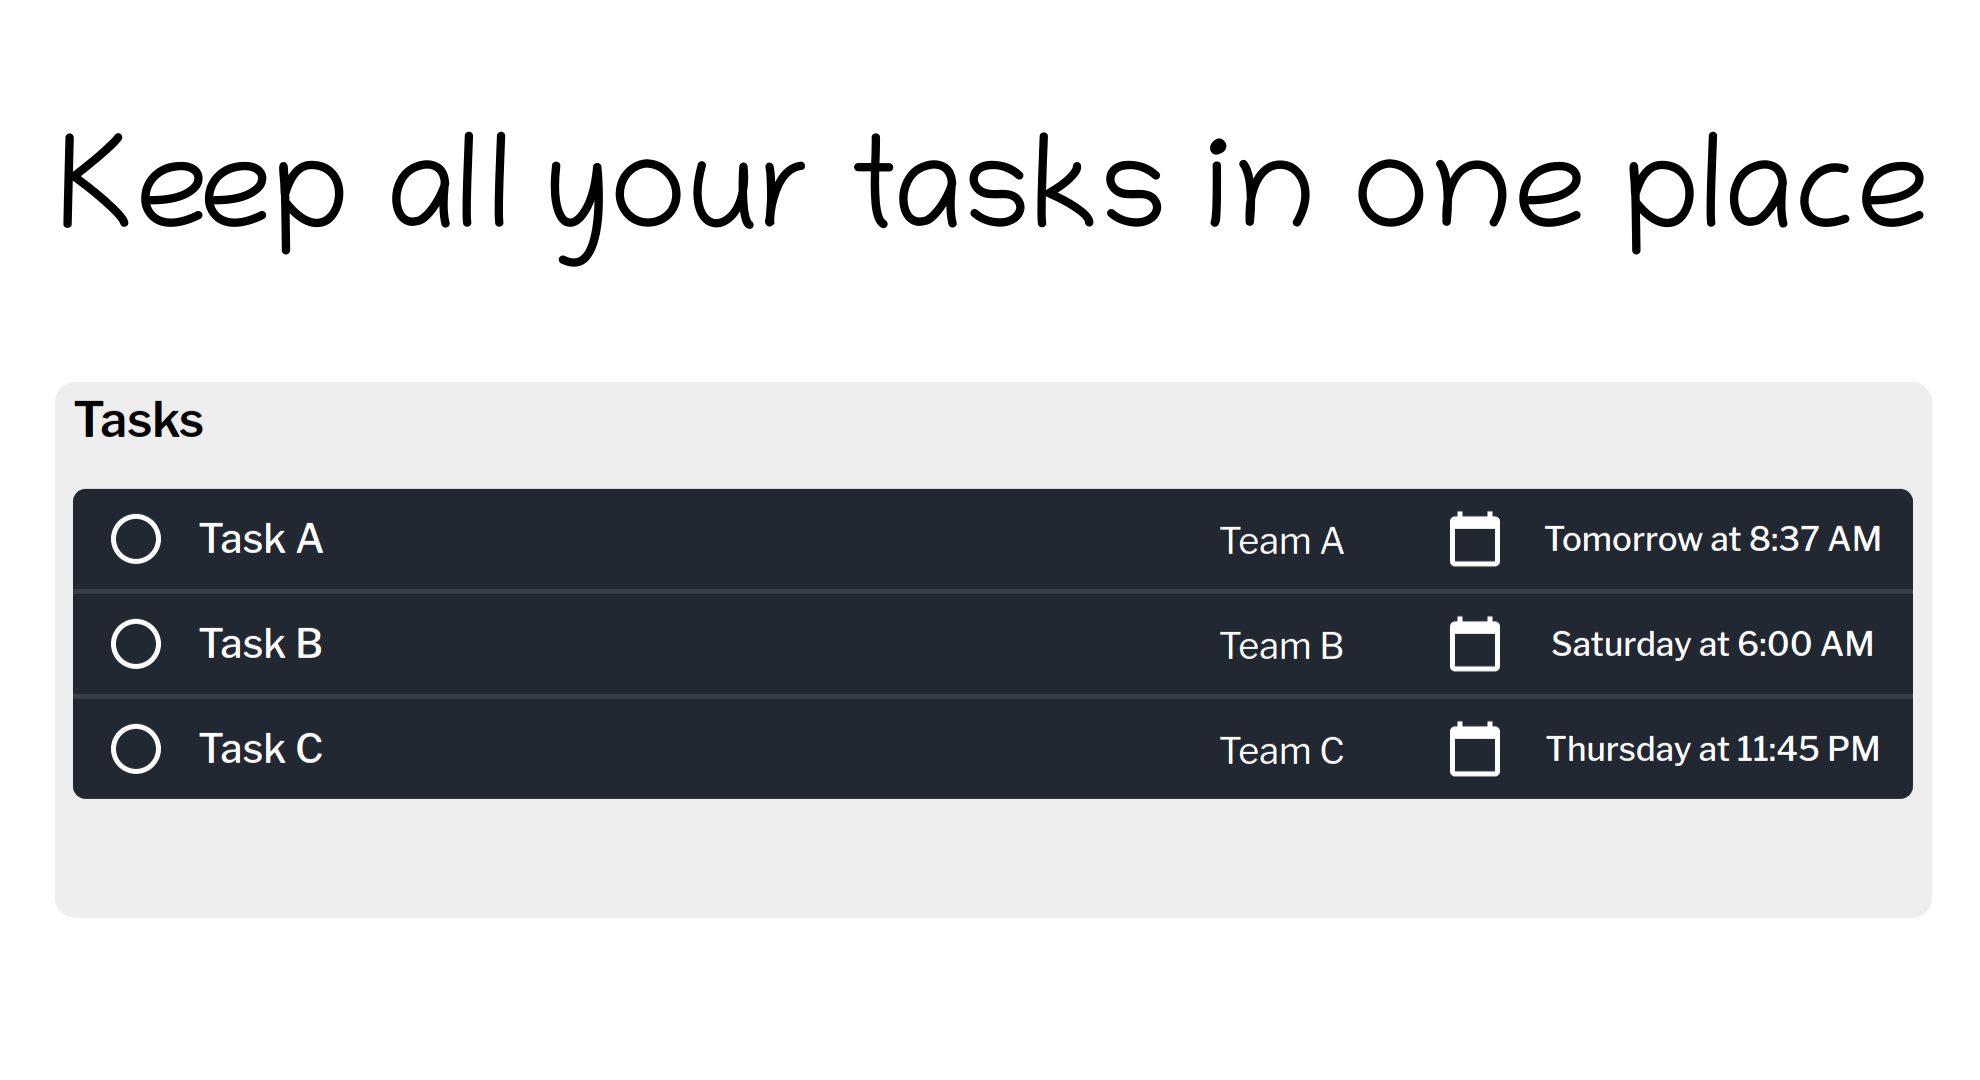 Keep all your tasks in one place
Tasks
Task A Team A Tomorrow at 8:37 AM
Task B Team B Saturday at 6:00 AM
Task C Team C Thursday at 11:45 PM